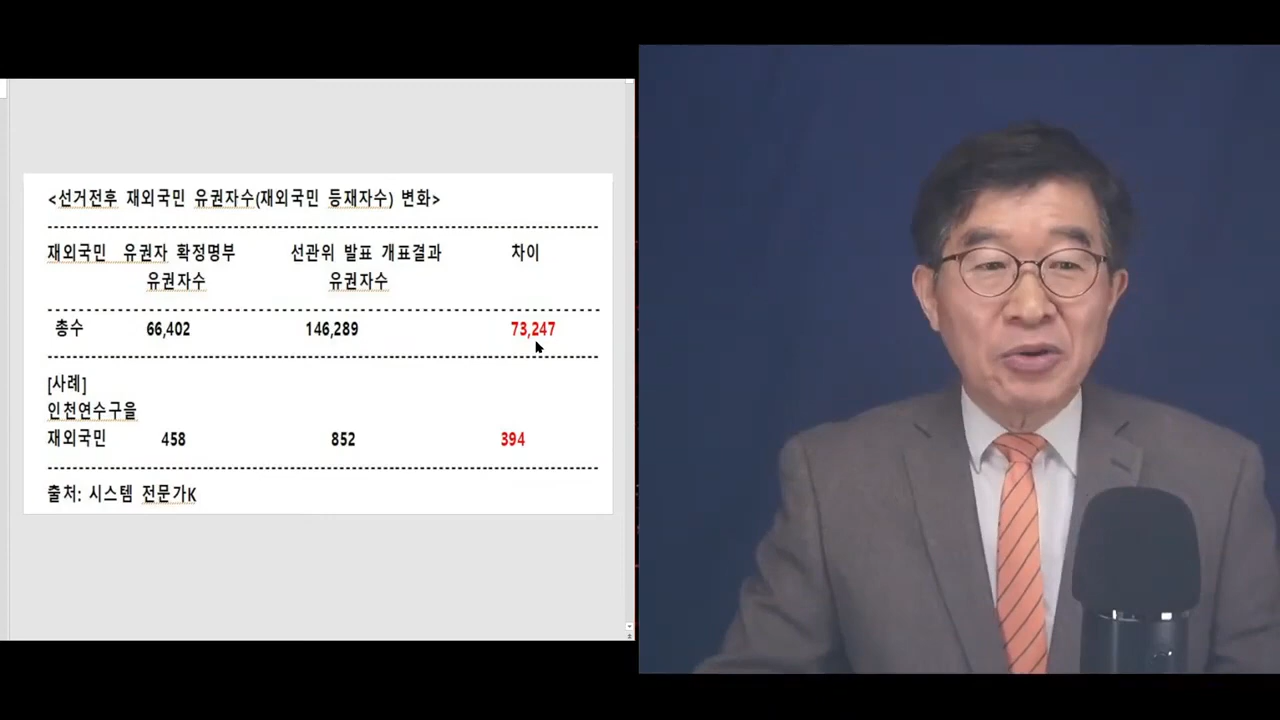 <선거전후 재외국민 유권자수(재외국민 등재자수) 변화>
재외국민 유권자 확정명부 선관위 발표 개표결과 차이
유권자수 유권자수
총수 66,402 146,289 73,247
[사례]
인천연수구을
재외국민 458 852 394
출처: 시스템 전문가K